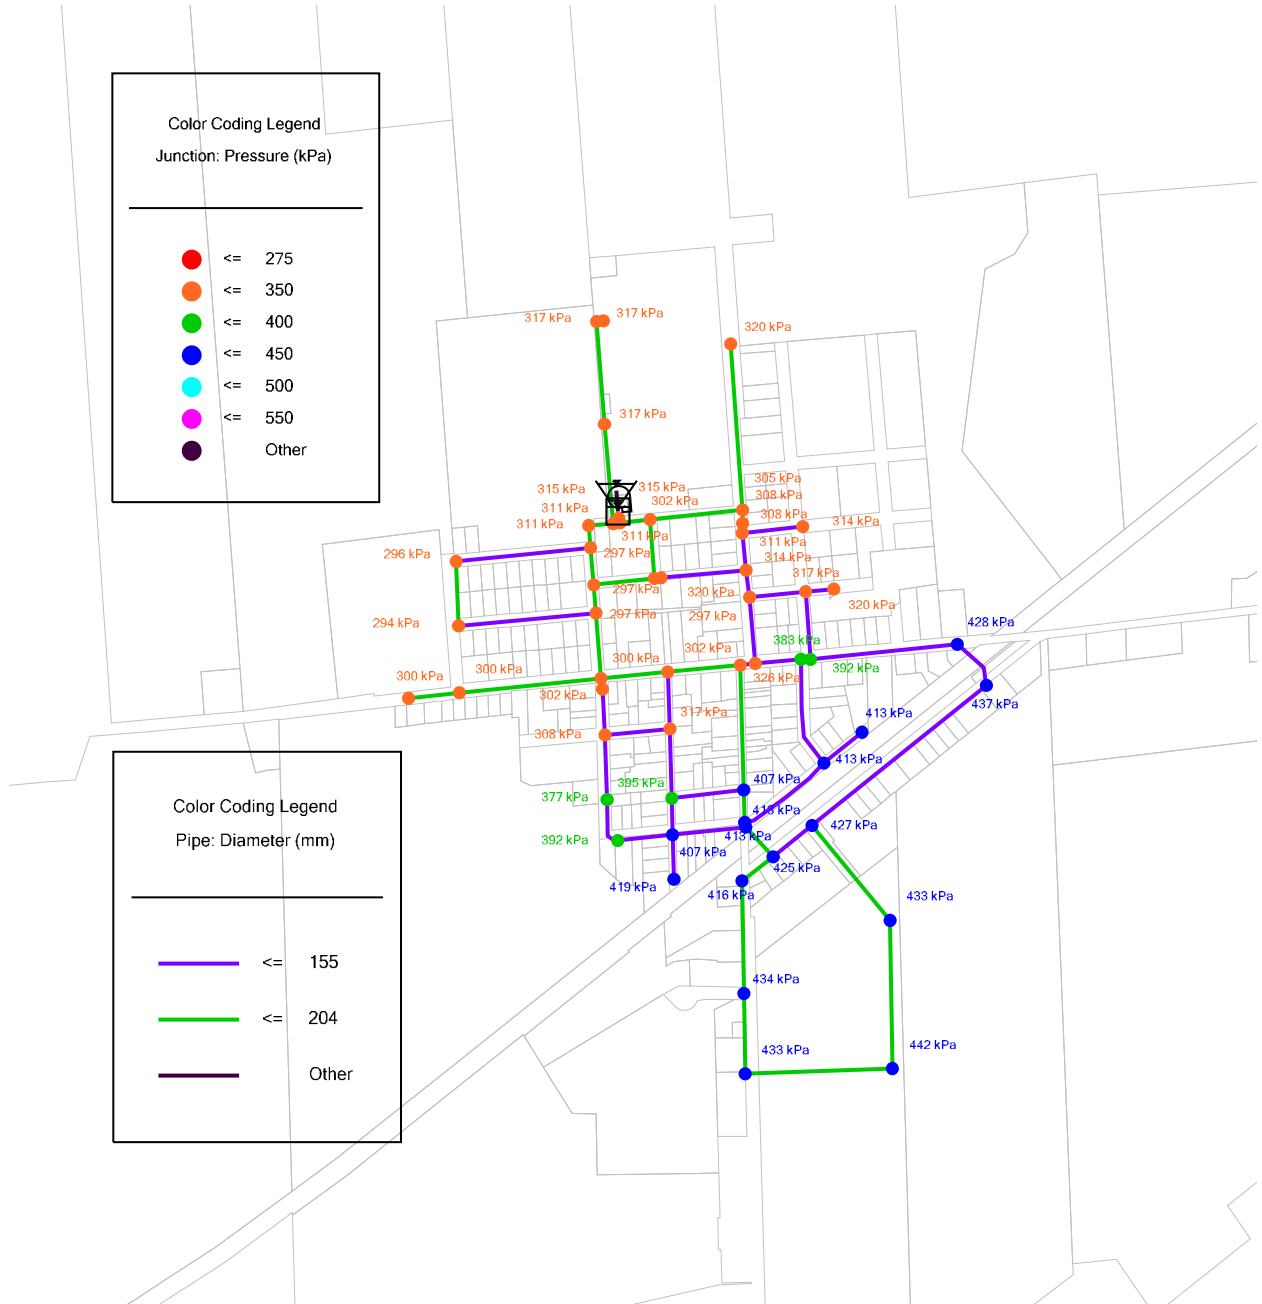 Color Coding Legend
Junction: Pressure (kPa)
<= 275
<= 350
<= 400
<= 450
<= 500
<= 550
Other
317 kPa
317 kPa
320 kPa
317 kPa
305 kPa
315 kPa
315 kPa
308 kPa
302 kPa
311 kPa
308 kPa
314 kPa
311 kPa
311 kPa
311 kPa
296 kPa
297 kPa
314 kPa
317 kPa
297 kPa
320 kPa
320 kPa
297 kPa
297 kPa
294 kPa
428 kPa
383 kPa
302 kPa
300 kPa
392 kPa
300 kPa
300 kPa
326 kPa
302 kPa
437 kPa
317 kPa
413 kPa
308 kPa
413 kPa
407 kPa
395 kPa
377 kPa
413 kPa
427 kPa
413 kPa
392 kPa
407 kPa
425 kPa
419 kPa
416 kPa
433 kPa
434 kPa
442 kPa
433 kPa
Color Coding Legend
Pipe: Diameter (mm)
<= 155
<= 204
Other